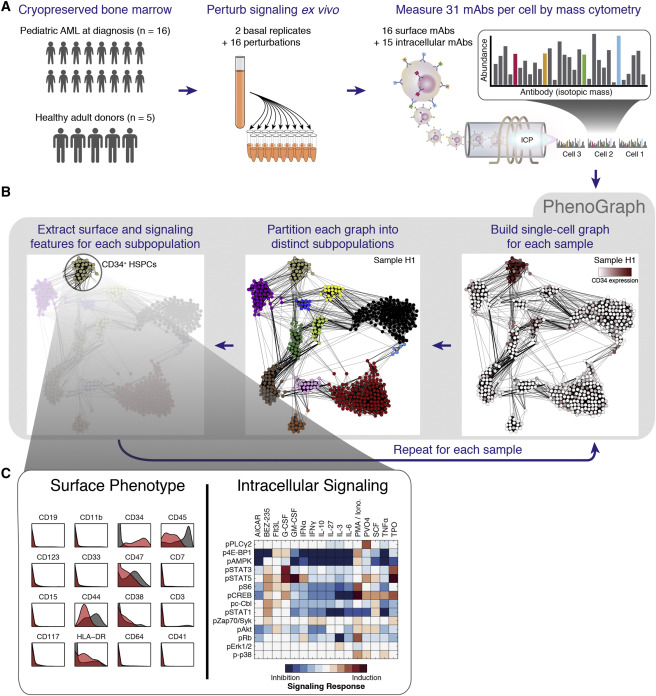 A
Cryopreserved bone marrow
Pediatric AML at diagnosis (n = 16)
Healthy adult donors (n = 5)
Perturb signaling ex vivo
2 basal replicates
+ 16 perturbations
Measure 31 mAbs per cell by mass cytometry
16 surface mAbs
+ 15 intracellular mAbs
Abundance
Antibody (isotopic mass)
ICP
Cell 3
Cell 2
Cell 1
B
PhenoGraph
Extract surface and signaling
features for each subpopulation
CD34+ HSPCs
Partition each graph into
distinct subpopulations
Sample H1
Build single-cell graph
for each sample
Sample H1
CD34 expression
Repeat for each sample
C
Surface Phenotype
CD19
CD11b
CD34
CD45
CD123
CD33
CD47
CD7
CD15
CD44
CD38
CD3
CD117
HLA-DR
CD64
CD41
Intracellular Signaling
AICAR
BEZ-235
Flt3L
G-CSF
GM-CSF
IFNα
IFNγ
IL-10
IL-27
IL-3
IL-6
PMA / Iono.
PVO4
SCF
TNFα
TPO
pPLCγ2
p4E-BP1
pAMPK
pSTAT3
pSTAT5
pS6
pCREB
pc-Cbl
pSTAT1
pZap70/Syk
pAkt
pRb
pErk1/2
p-p38
Inhibition
Induction
Signaling Response